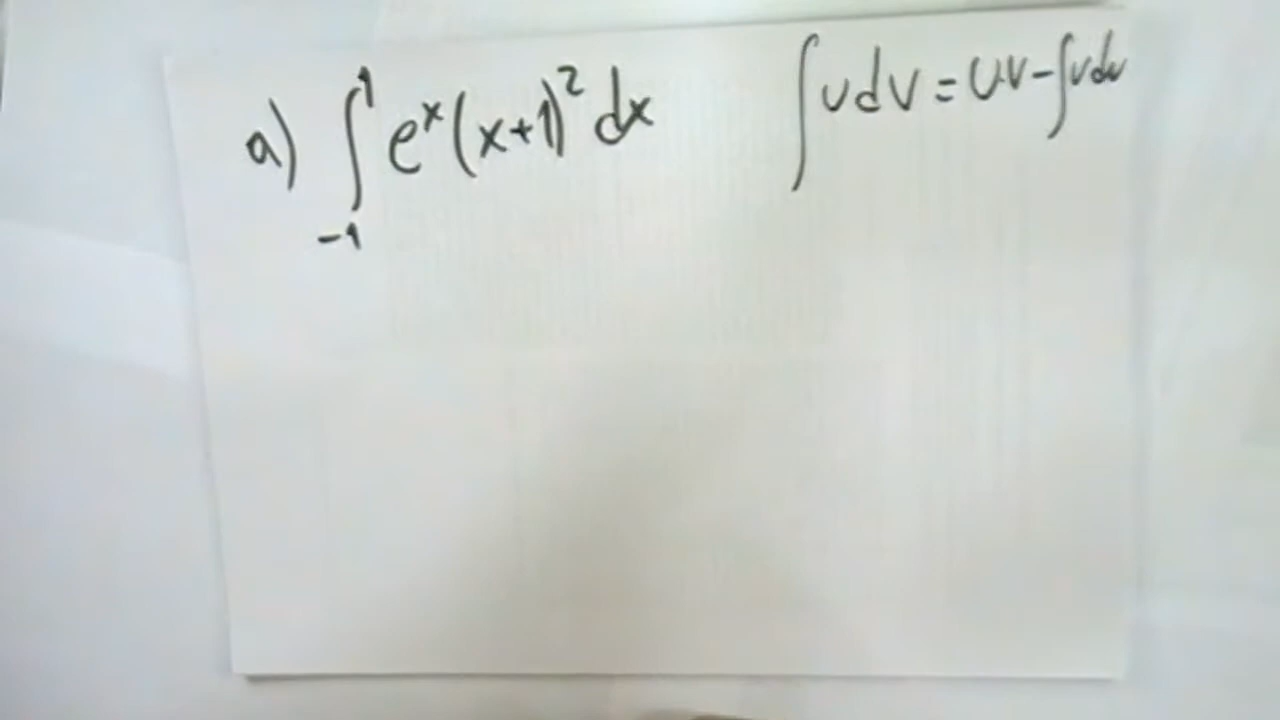 a) ∫₋₁¹ eˣ(x+1)² dx
∫udv = uv-∫vdu